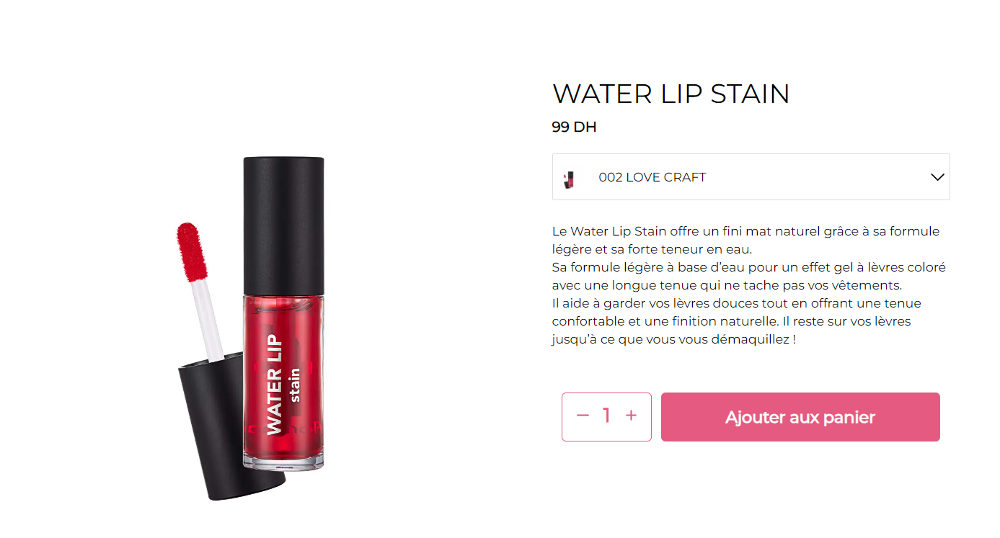 WATER LIP STAIN
99 DH
002 LOVE CRAFT
Le Water Lip Stain offre un fini mat naturel grâce à sa formule
légère et sa forte teneur en eau.
Sa formule légère à base d’eau pour un effet gel à lèvres coloré
avec une longue tenue qui ne tache pas vos vêtements.
Il aide à garder vos lèvres douces tout en offrant une tenue
confortable et une finition naturelle. Il reste sur vos lèvres
jusqu’à ce que vous vous démaquillez !
− 1 +
Ajouter aux panier
WATER LIP
stain